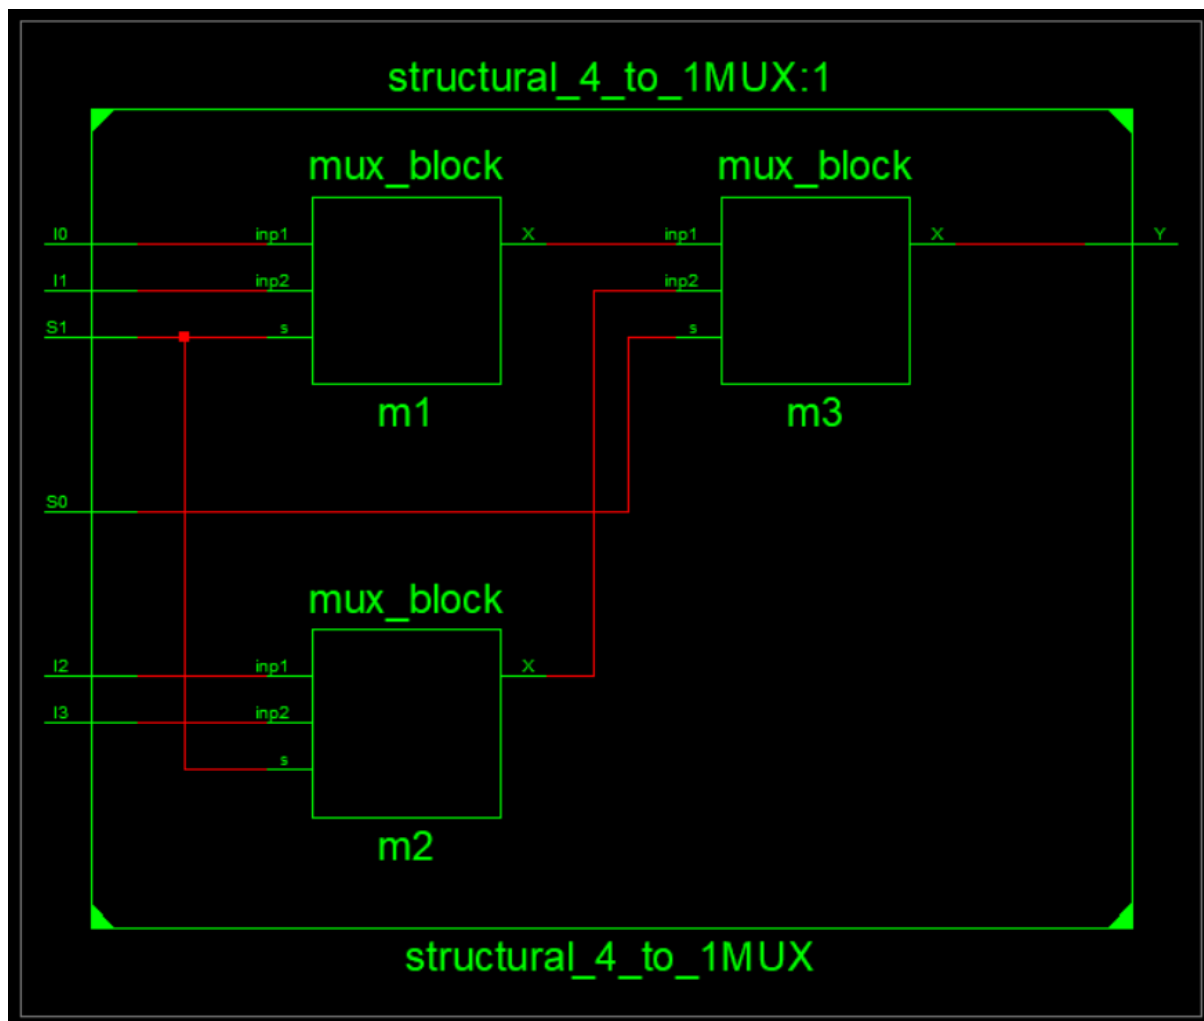 structural_4_to_1MUX:1
mux_block
mux_block
I0
inp1
X
inp1
X
Y
I1
inp2
inp2
S1
s
s
m1
m3
S0
mux_block
I2
inp1
X
I3
inp2
s
m2
structural_4_to_1MUX